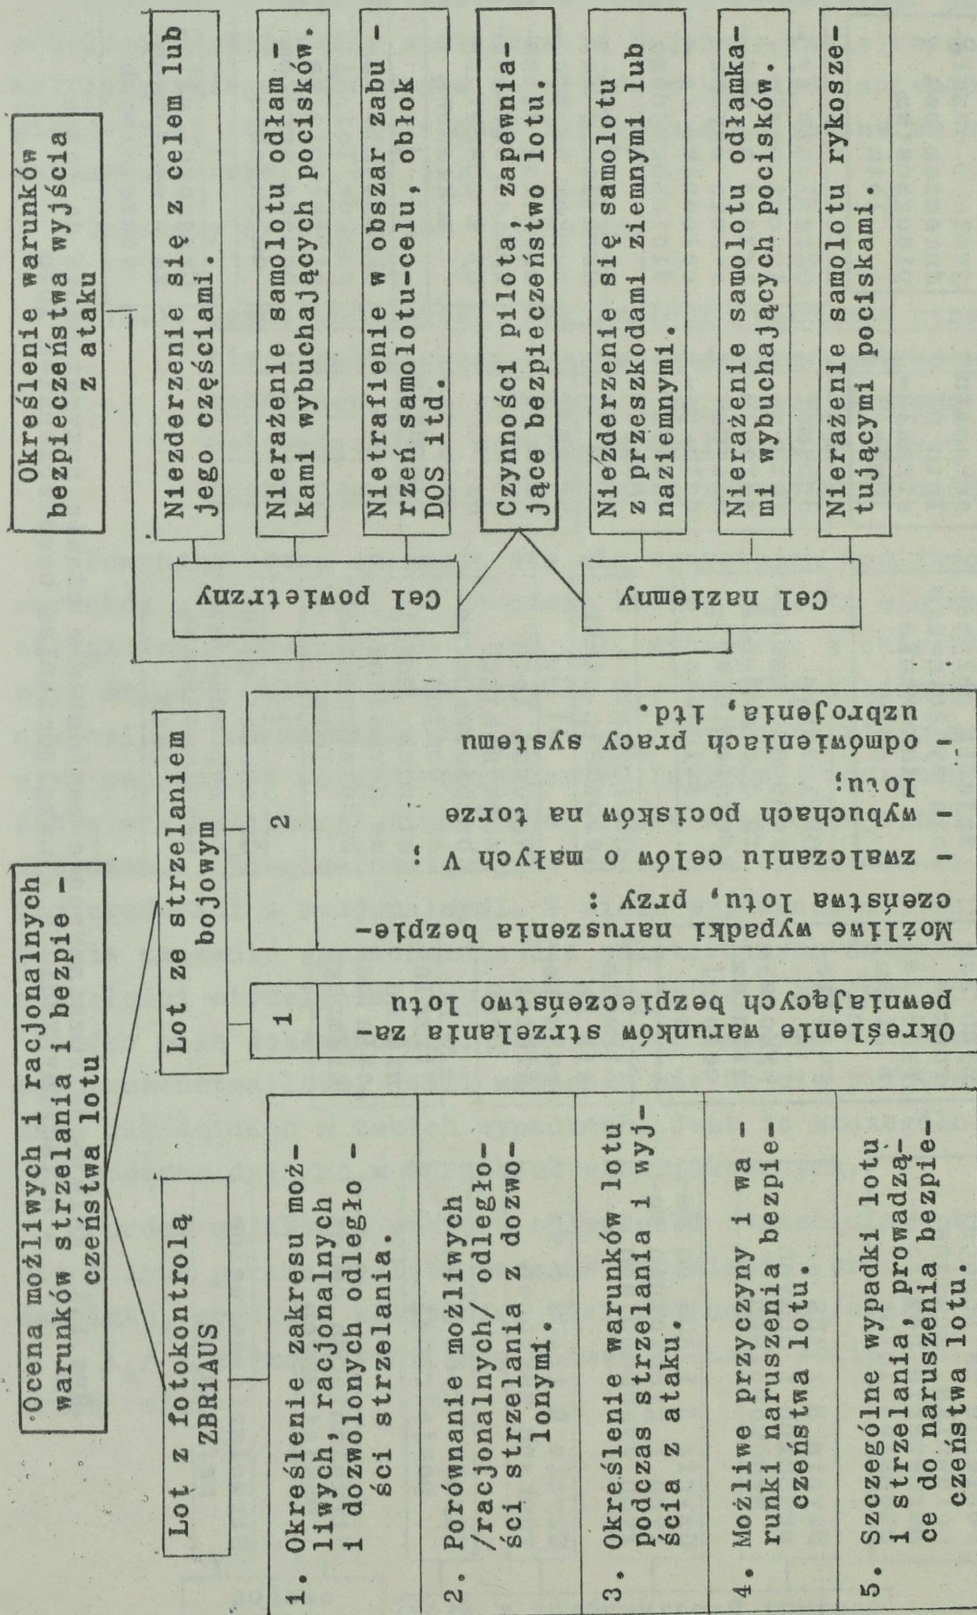 Ocena możliwych i racjonalnych
warunków strzelania i bezpie -
czeństwa lotu
Lot z fotokontrolą
ZBRiAUS
1. Określenie zakresu moż-
liwych, racjonalnych
i dozwolonych odległo -
ści strzelania.
2. Porównanie możliwych
/racjonalnych/ odległo-
ści strzelania z dozwo-
lonymi.
3. Określenie warunków lotu
podczas strzelania i wyj-
ścia z ataku.
4. Możliwe przyczyny i wa -
runki naruszenia bezpie-
czeństwa lotu.
5. Szczególne wypadki lotu
i strzelania, prowadzą-
ce do naruszenia bezpie-
czeństwa lotu.
Lot ze strzelaniem
bojowym
1
Określenie warunków strzelania za-
pewniających bezpieczeństwo lotu
2
Możliwe wypadki naruszenia bezpie-
czeństwa lotu, przy :
- zwalczaniu celów o małych V ;
- wybuchach pocisków na torze
lotu;
- odmówieniach pracy systemu
uzbrojenia, itd.
Określenie warunków
bezpieczeństwa wyjścia
z ataku
Cel powietrzny
Niezderzenie się z celem lub
jego częściami.
Nierażenie samolotu odłam -
kami wybuchających pocisków.
Nietrafienie w obszar zabu -
rzeń samolotu-celu, obłok
DOS itd.
Czynności pilota, zapewnia-
jące bezpieczeństwo lotu.
Cel naziemny
Niezderzenie się samolotu
z przeszkodami ziemnymi lub
naziemnymi.
Nierażenie samolotu odłamka-
mi wybuchających pocisków.
Nierażenie samolotu rykosze-
tującymi pociskami.